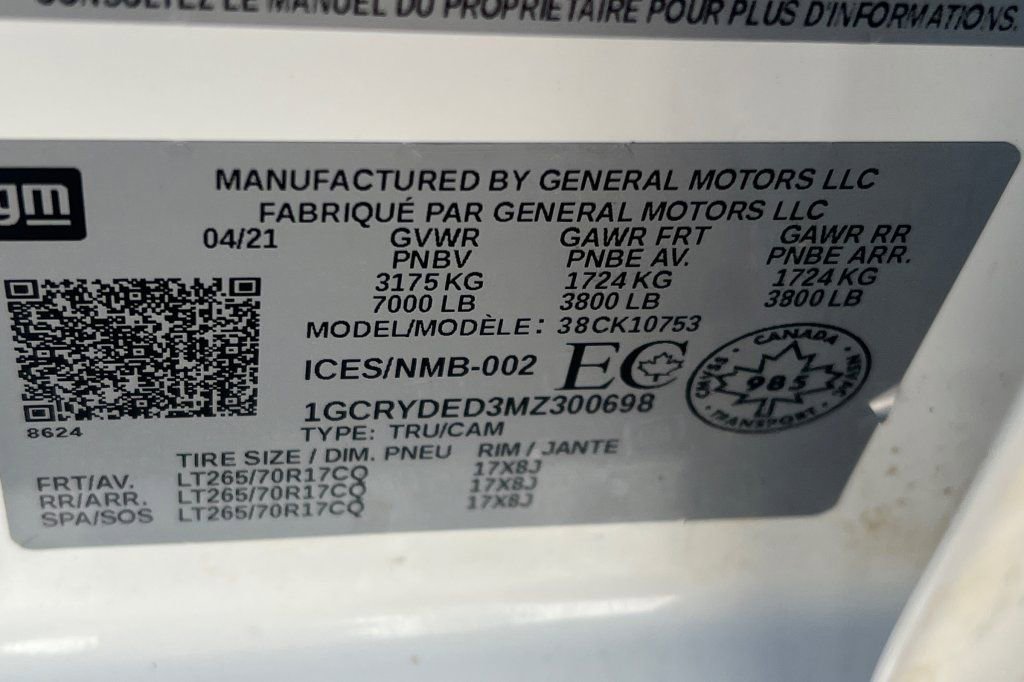 CONSULTEZ LE MANUEL DU PROPRIÉTAIRE POUR PLUS D'INFORMATIONS.
gm
MANUFACTURED BY GENERAL MOTORS LLC
FABRIQUÉ PAR GENERAL MOTORS LLC
04/21 GVWR GAWR FRT GAWR RR
PNBV PNBE AV. PNBE ARR.
3175 KG 1724 KG 1724 KG
7000 LB 3800 LB 3800 LB
MODEL/MODÈLE: 38CK10753
ICES/NMB-002 EC
CANADA
985
TRANSPORT
1GCRYDED3MZ300698
8624
TYPE: TRU/CAM
TIRE SIZE / DIM. PNEU RIM / JANTE
FRT/AV. LT265/70R17CQ 17X8J
RR/ARR. LT265/70R17CQ 17X8J
SPA/SOS LT265/70R17CQ 17X8J